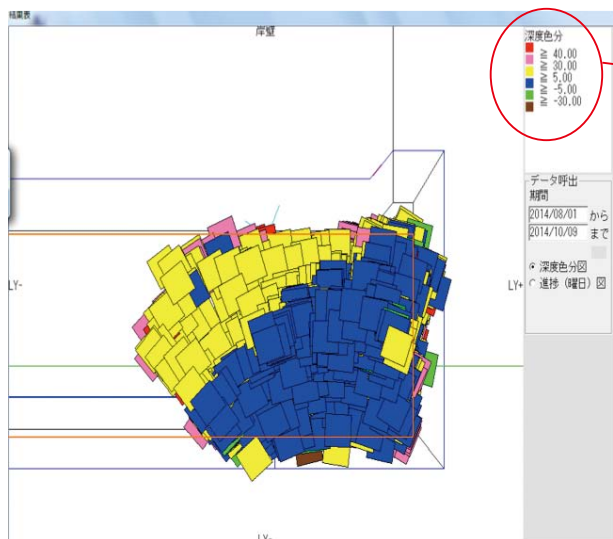 結果表
岸壁
深度色分
≧ 40.00
≧ 30.00
≧ 5.00
≧ -5.00
≧ -30.00
データ呼出
期間
2014/08/01 から
2014/10/09 まで
深度色分図
進捗（曜日）図
LY-
LY+
LY-